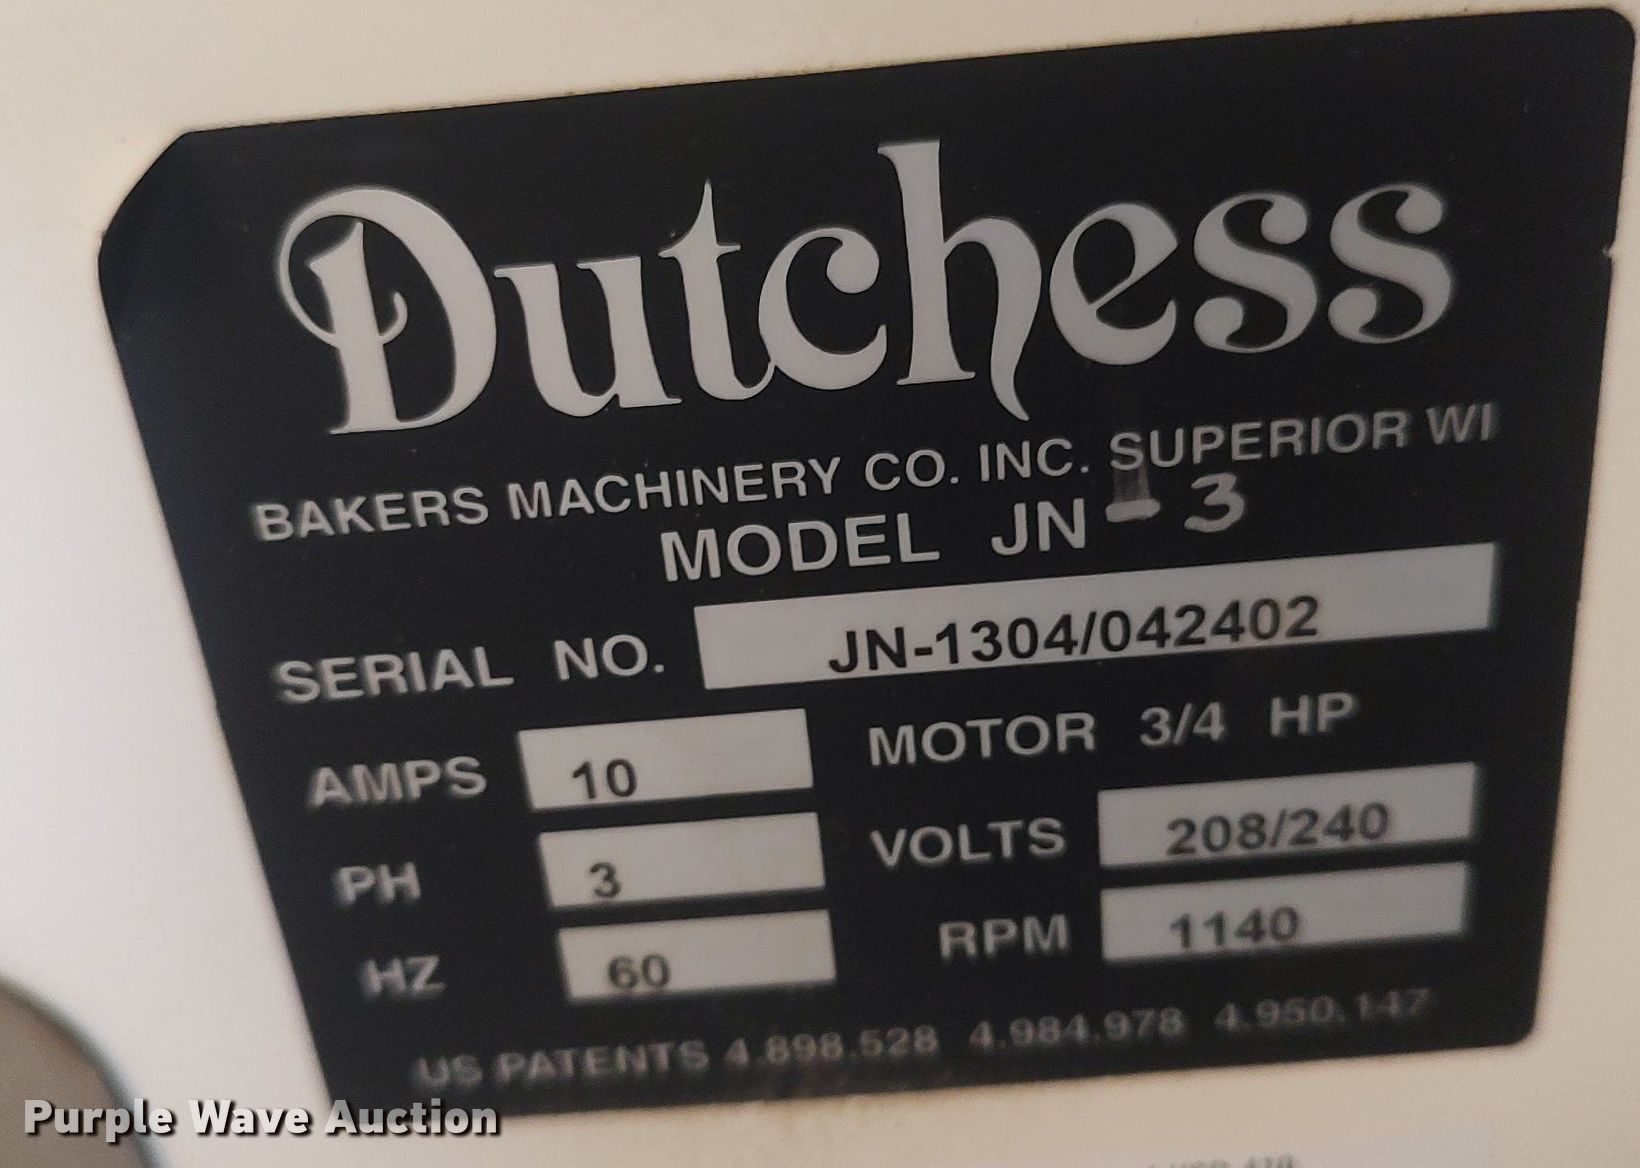 Dutchess
BAKERS MACHINERY CO. INC. SUPERIOR WI
MODEL JN-3
SERIAL NO. JN-1304/042402
AMPS 10 MOTOR 3/4 HP
PH 3 VOLTS 208/240
HZ 60 RPM 1140
US PATENTS 4.898.528 4.984.978 4.950.147
Purple Wave Auction